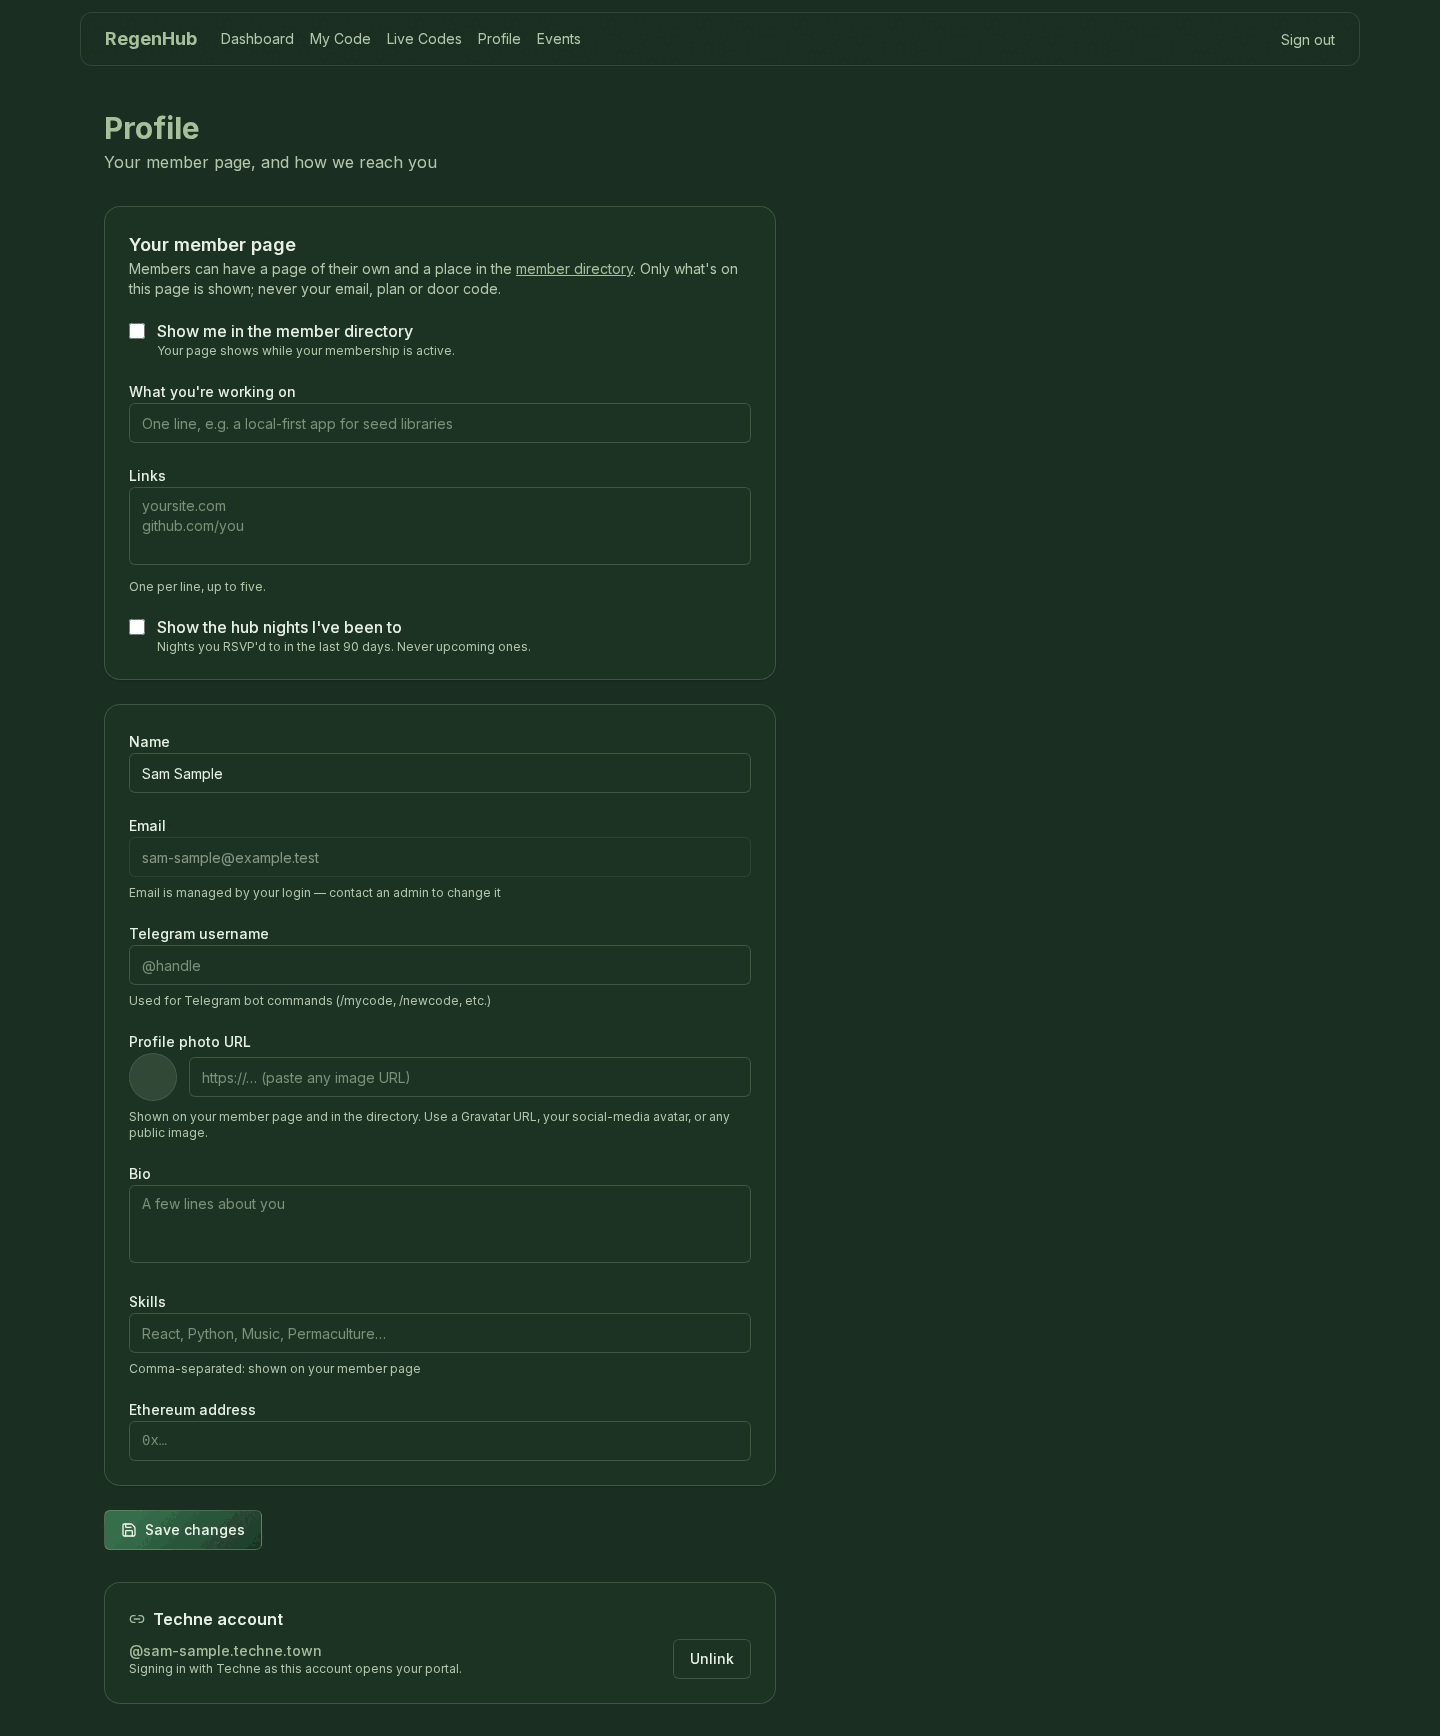 RegenHub Dashboard My Code Live Codes Profile Events Sign out
Profile
Your member page, and how we reach you
Your member page
Members can have a page of their own and a place in the member directory. Only what's on
this page is shown; never your email, plan or door code.
Show me in the member directory
Your page shows while your membership is active.
What you're working on
One line, e.g. a local-first app for seed libraries
Links
yoursite.com
github.com/you
One per line, up to five.
Show the hub nights I've been to
Nights you RSVP'd to in the last 90 days. Never upcoming ones.
Name
Sam Sample
Email
sam-sample@example.test
Email is managed by your login — contact an admin to change it
Telegram username
@handle
Used for Telegram bot commands (/mycode, /newcode, etc.)
Profile photo URL
https://… (paste any image URL)
Shown on your member page and in the directory. Use a Gravatar URL, your social-media avatar, or any
public image.
Bio
A few lines about you
Skills
React, Python, Music, Permaculture…
Comma-separated: shown on your member page
Ethereum address
0x…
Save changes
Techne account
@sam-sample.techne.town
Signing in with Techne as this account opens your portal.
Unlink